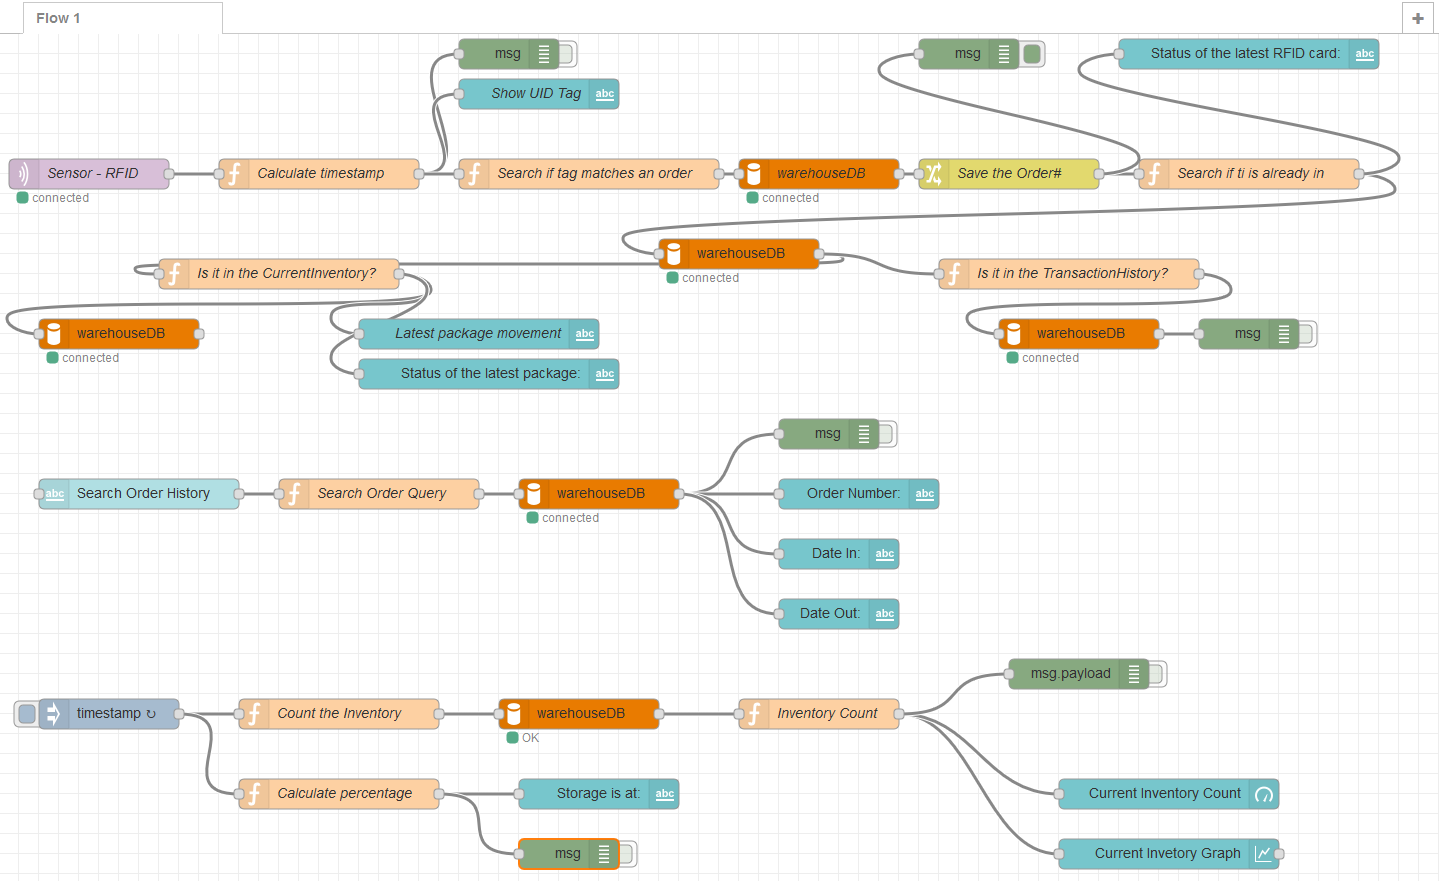 Flow 1
+
msg
msg
Status of the latest RFID card: abc
Show UID Tag abc
Sensor - RFID
f Calculate timestamp
f Search if tag matches an order
warehouseDB
Save the Order#
f Search if ti is already in
connected
connected
warehouseDB
connected
f Is it in the CurrentInventory?
f Is it in the TransactionHistory?
warehouseDB
connected
Latest package movement abc
warehouseDB
connected
msg
Status of the latest package: abc
msg
abc Search Order History
f Search Order Query
warehouseDB
connected
Order Number: abc
Date In: abc
Date Out: abc
msg.payload
timestamp ↻
f Count the Inventory
warehouseDB
OK
f Inventory Count
f Calculate percentage
Storage is at: abc
Current Inventory Count
msg
Current Invetory Graph